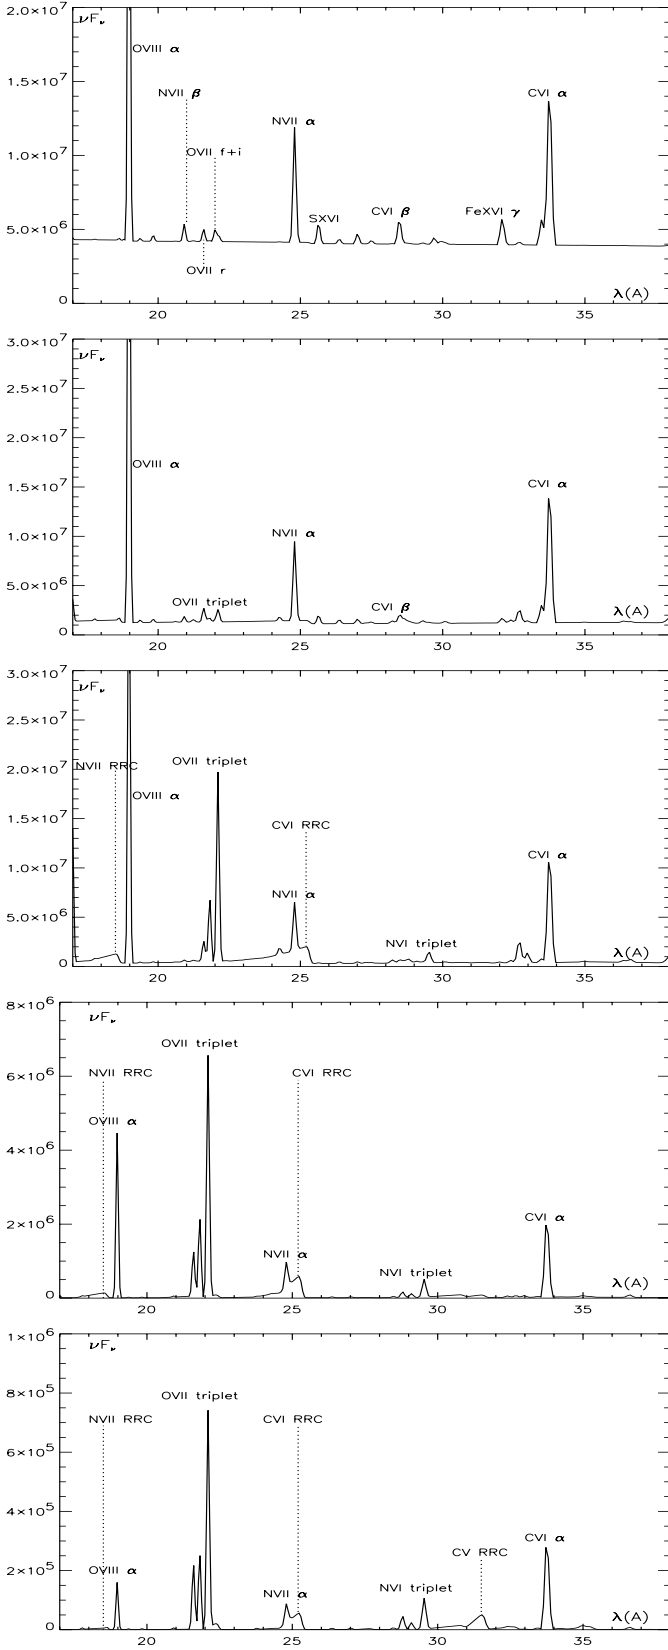 νFν
2.0×10⁷
OVIII α
1.5×10⁷
NVII β
CVI α
NVII α
1.0×10⁷
OVII f+i
SXVI
CVI β
FeXVI γ
5.0×10⁶
OVII r
0
λ(A)
20 25 30 35
3.0×10⁷
νFν
2.5×10⁷
2.0×10⁷
OVIII α
1.5×10⁷
CVI α
1.0×10⁷
NVII α
5.0×10⁶
OVII triplet
CVI β
λ(A)
0
20 25 30 35
3.0×10⁷
νFν
2.5×10⁷
2.0×10⁷
NVII RRC
OVII triplet
OVIII α
1.5×10⁷
CVI RRC
1.0×10⁷
CVI α
NVII α
5.0×10⁶
NVI triplet
λ(A)
0
20 25 30 35
8×10⁶
νFν
OVII triplet
6×10⁶
NVII RRC
CVI RRC
OVIII α
4×10⁶
2×10⁶
CVI α
NVII α
NVI triplet
λ(A)
0
20 25 30 35
1×10⁶
νFν
8×10⁵
OVII triplet
NVII RRC
CVI RRC
6×10⁵
4×10⁵
CVI α
CV RRC
2×10⁵
OVIII α
NVII α
NVI triplet
λ(A)
0
20 25 30 35